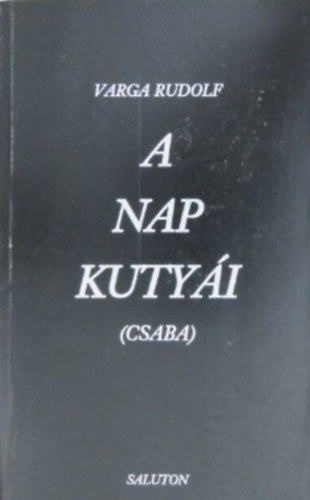 VARGA RUDOLF
A
NAP
KUTYÁI
(CSABA)
SALUTON